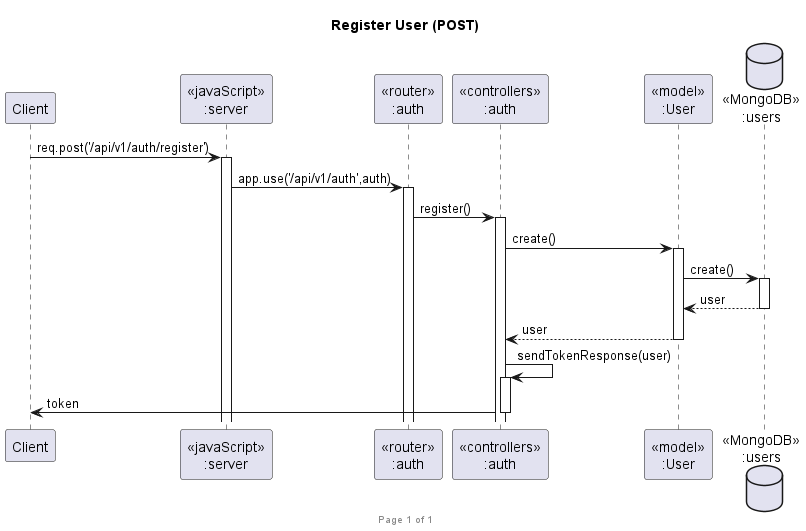 Register User (POST)
Client
«javaScript»
:server
«router»
:auth
«controllers»
:auth
«model»
:User
«MongoDB»
:users
req.post('/api/v1/auth/register')
app.use('/api/v1/auth',auth)
register()
create()
create()
user
user
sendTokenResponse(user)
token
Client
«javaScript»
:server
«router»
:auth
«controllers»
:auth
«model»
:User
«MongoDB»
:users
Page 1 of 1